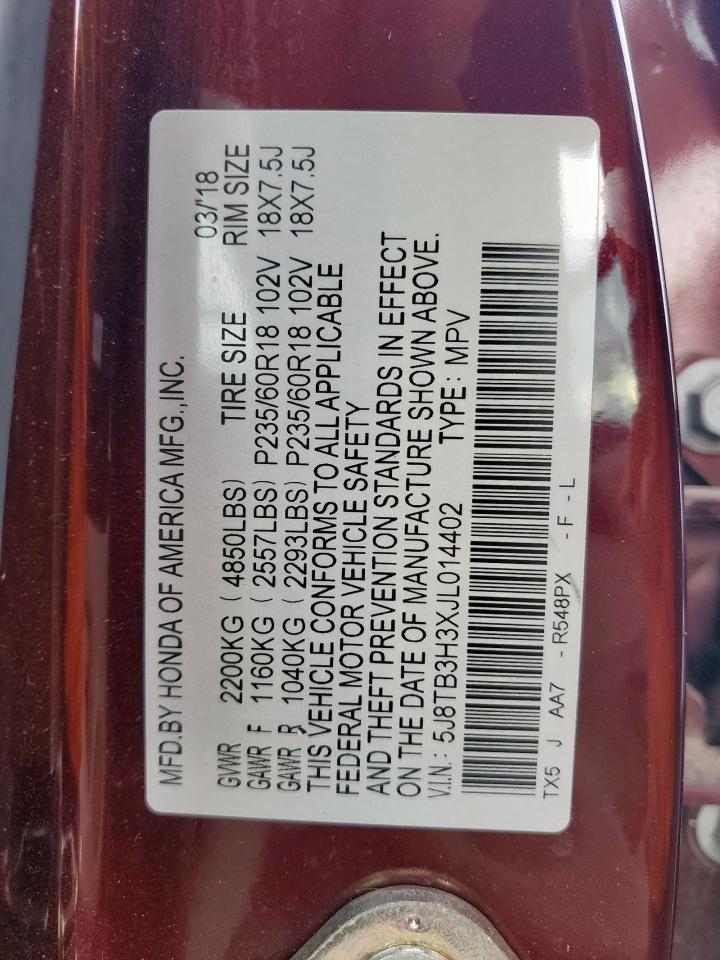 MFD.BY HONDA OF AMERICA MFG.,INC.
03/'18
GVWR 2200KG ( 4850LBS) TIRE SIZE RIM SIZE
GAWR F 1160KG ( 2557LBS) P235/60R18 102V 18X7.5J
GAWR R 1040KG ( 2293LBS) P235/60R18 102V 18X7.5J
THIS VEHICLE CONFORMS TO ALL APPLICABLE
FEDERAL MOTOR VEHICLE SAFETY
AND THEFT PREVENTION STANDARDS IN EFFECT
ON THE DATE OF MANUFACTURE SHOWN ABOVE.
V.I.N.: 5J8TB3H3XJL014402 TYPE: MPV
TX5 J AA7 - R548PX - F - L